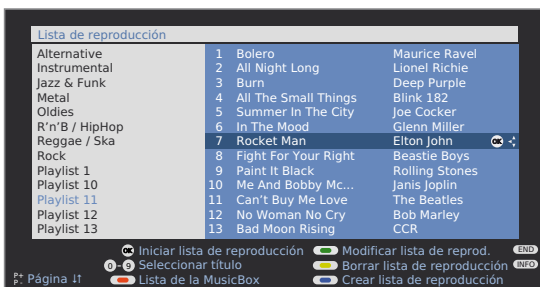 Lista de reproducción
Alternative 1 Bolero Maurice Ravel
Instrumental 2 All Night Long Lionel Richie
Jazz & Funk 3 Burn Deep Purple
Metal 4 All The Small Things Blink 182
Oldies 5 Summer In The City Joe Cocker
R'n'B / HipHop 6 In The Mood Glenn Miller
Reggae / Ska 7 Rocket Man Elton John OK
Rock 8 Fight For Your Right Beastie Boys
Playlist 1 9 Paint It Black Rolling Stones
Playlist 10 10 Me And Bobby Mc... Janis Joplin
Playlist 11 11 Can't Buy Me Love The Beatles
Playlist 12 12 No Woman No Cry Bob Marley
Playlist 13 13 Bad Moon Rising CCR
OK Iniciar lista de reproducción Modificar lista de reprod. END
0-9 Seleccionar título Borrar lista de reproducción INFO
P+ P- Página ↓↑ Lista de la MusicBox Crear lista de reproducción